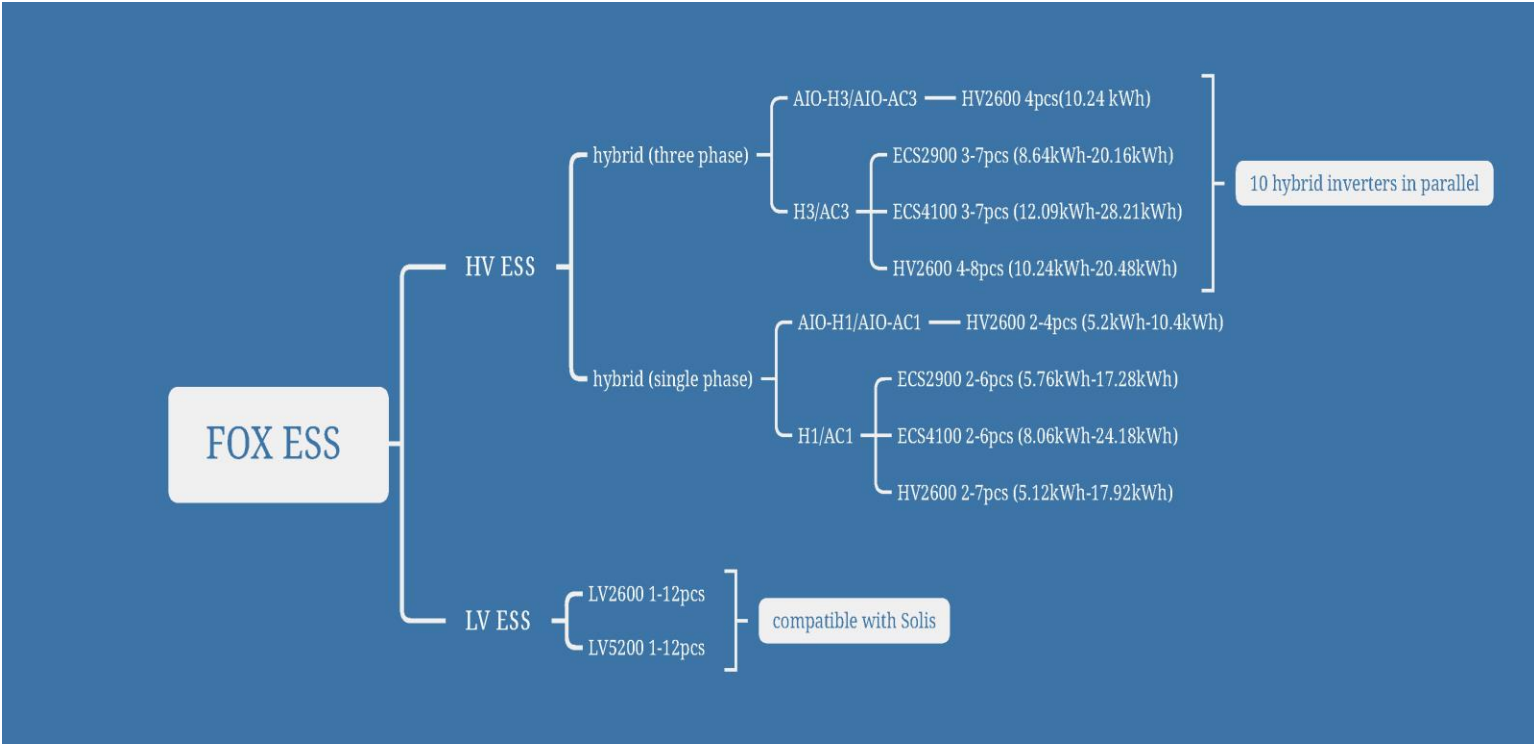 AIO-H3/AIO-AC3
HV2600 4pcs(10.24 kWh)
hybrid (three phase)
ECS2900 3-7pcs (8.64kWh-20.16kWh)
10 hybrid inverters in parallel
H3/AC3
ECS4100 3-7pcs (12.09kWh-28.21kWh)
HV ESS
HV2600 4-8pcs (10.24kWh-20.48kWh)
AIO-H1/AIO-AC1
HV2600 2-4pcs (5.2kWh-10.4kWh)
hybrid (single phase)
ECS2900 2-6pcs (5.76kWh-17.28kWh)
FOX ESS
H1/AC1
ECS4100 2-6pcs (8.06kWh-24.18kWh)
HV2600 2-7pcs (5.12kWh-17.92kWh)
LV2600 1-12pcs
LV ESS
compatible with Solis
LV5200 1-12pcs